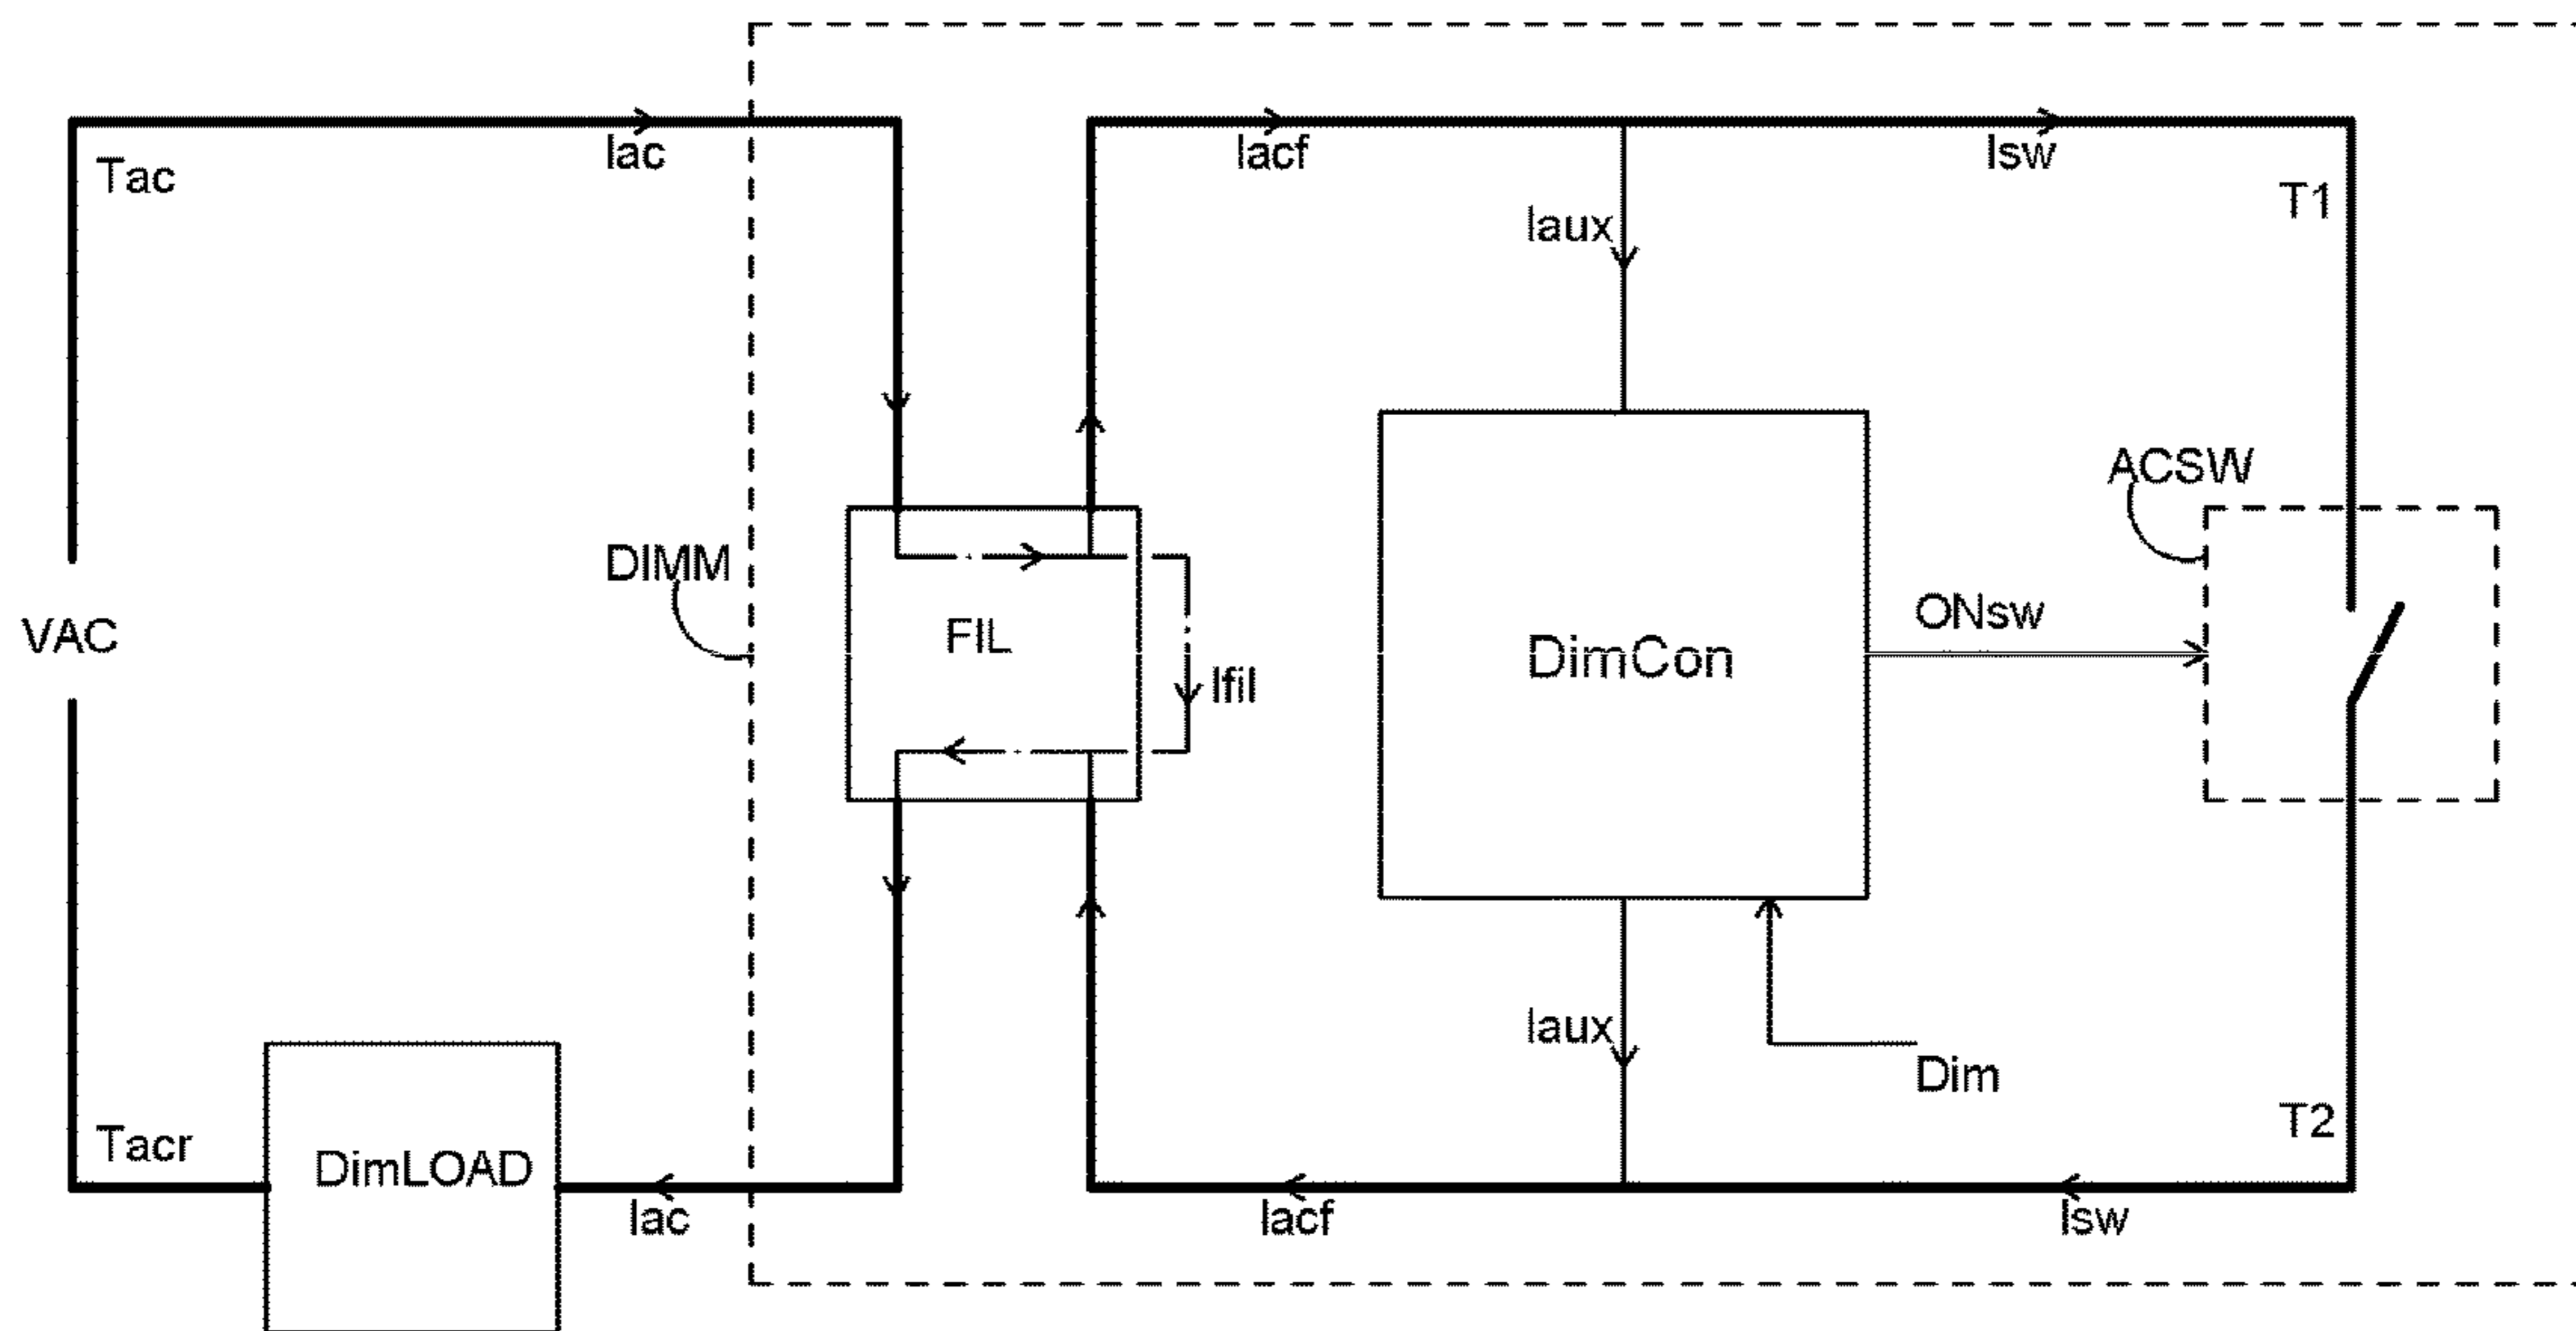 Iac
Iacf
Isw
Tac
T1
Iaux
ACSW
DIMM
ONsw
VAC
FIL
DimCon
Ifil
Iaux
Dim
Tacr
DimLOAD
T2
Iac
Iacf
Isw